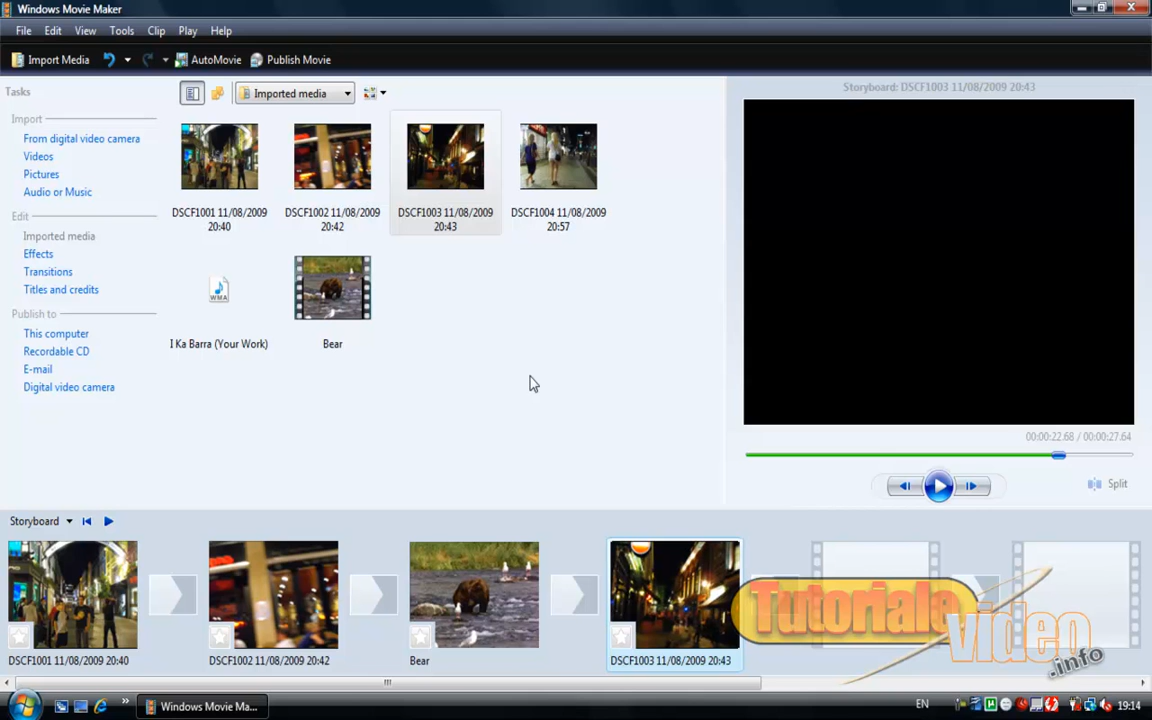 Windows Movie Maker
File Edit View Tools Clip Play Help
Import Media AutoMovie Publish Movie
Tasks
Import
From digital video camera
Videos
Pictures
Audio or Music
Edit
Imported media
Effects
Transitions
Titles and credits
Publish to
This computer
Recordable CD
E-mail
Digital video camera
Imported media
DSCF1001 11/08/2009
20:40
DSCF1002 11/08/2009
20:42
DSCF1003 11/08/2009
20:43
DSCF1004 11/08/2009
20:57
WMA
I Ka Barra (Your Work)
Bear
Storyboard: DSCF1003 11/08/2009 20:43
00:00:22.68 / 00:00:27.64
Split
Storyboard
DSCF1001 11/08/2009 20:40
DSCF1002 11/08/2009 20:42
Bear
DSCF1003 11/08/2009 20:43
Tutoriale
video
.info
Windows Movie Ma...
EN
19:14